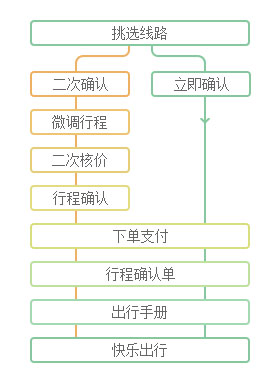 挑选线路
二次确认
立即确认
微调行程
二次核价
行程确认
下单支付
行程确认单
出行手册
快乐出行